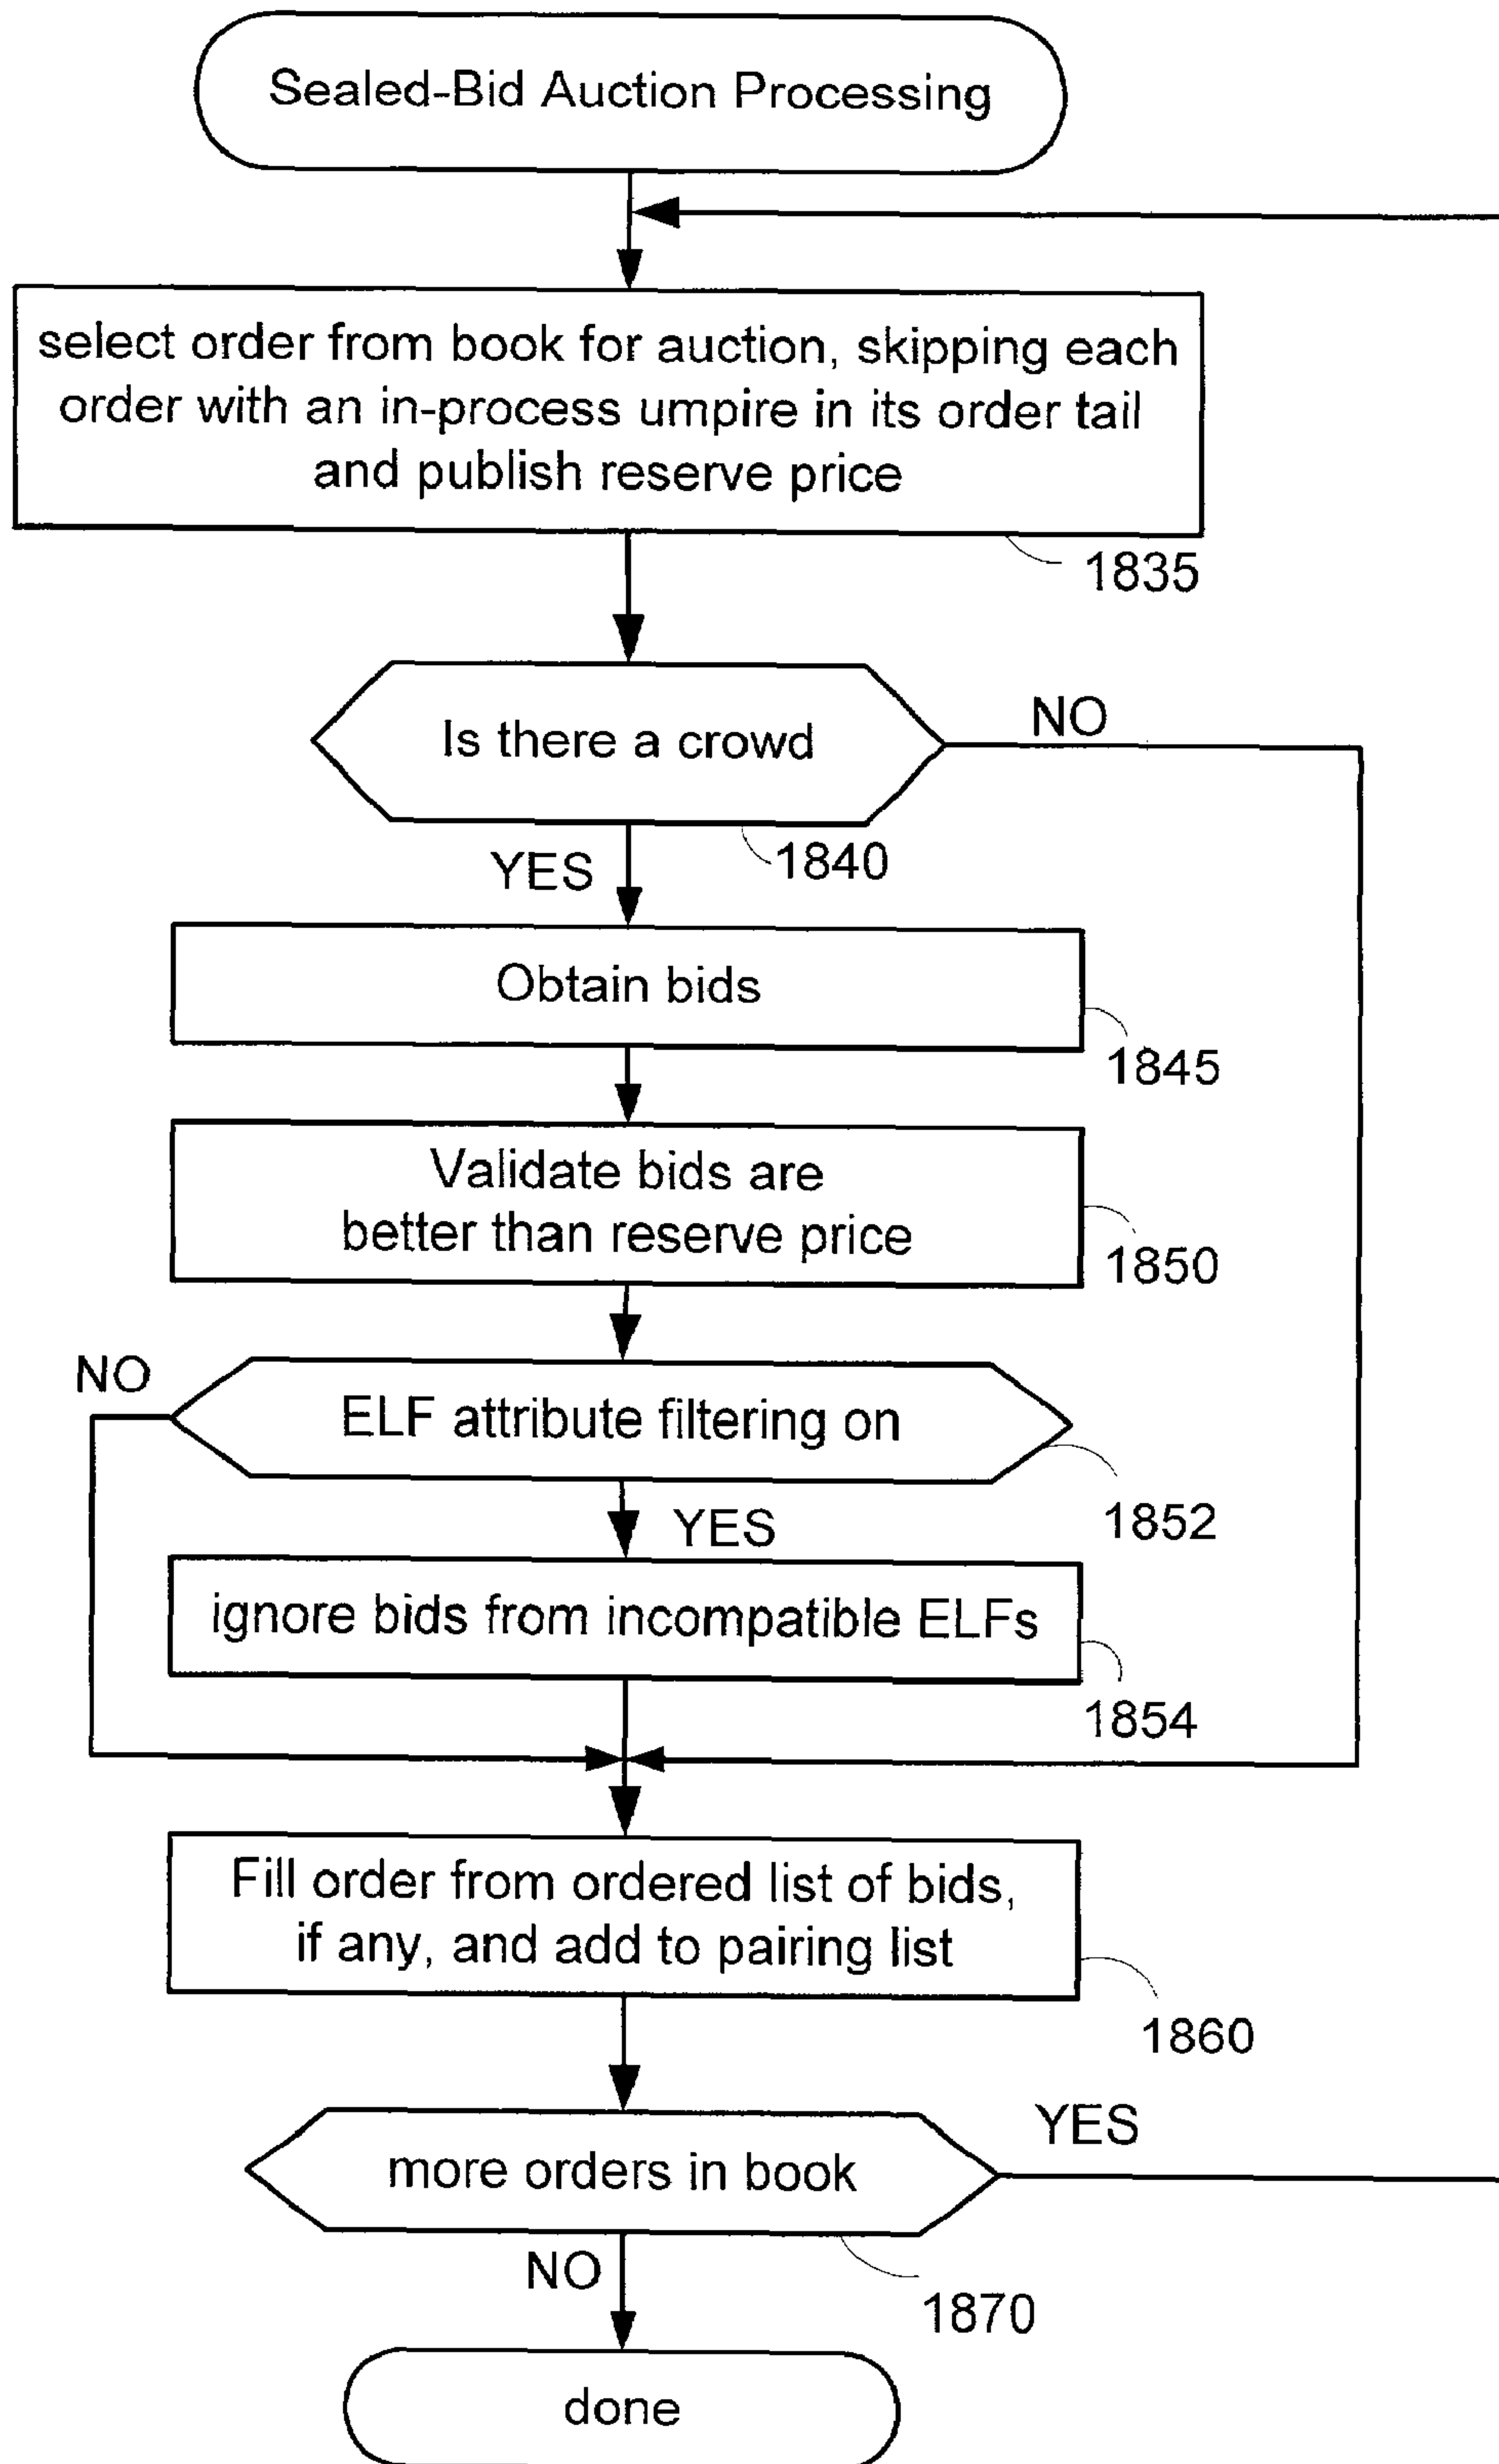 Sealed-Bid Auction Processing
select order from book for auction, skipping each
order with an in-process umpire in its order tail
and publish reserve price
1835
Is there a crowd
NO
1840
YES
Obtain bids
1845
Validate bids are
better than reserve price
1850
NO
ELF attribute filtering on
1852
YES
ignore bids from incompatible ELFs
1854
Fill order from ordered list of bids,
if any, and add to pairing list
1860
YES
more orders in book
NO
1870
done